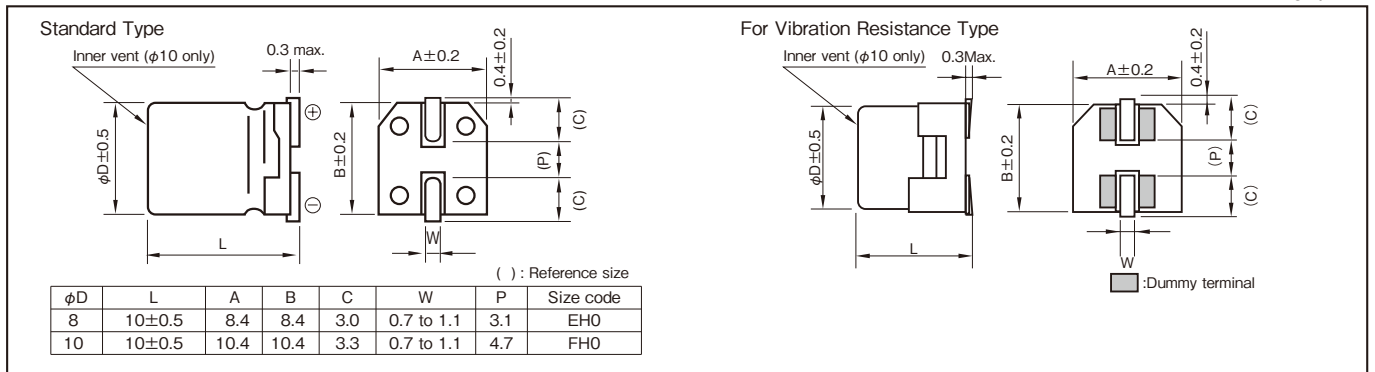 Standard Type
Inner vent (φ10 only)
0.3 max.
A±0.2
0.4±0.2
φD±0.5
B±0.2
(C)
(P)
(C)
⊕
⊖
L
W
( ) : Reference size
φD L A B C W P Size code
8 10±0.5 8.4 8.4 3.0 0.7 to 1.1 3.1 EH0
10 10±0.5 10.4 10.4 3.3 0.7 to 1.1 4.7 FH0
For Vibration Resistance Type
Inner vent (φ10 only)
0.3Max.
A±0.2
0.4±0.2
φD±0.5
B±0.2
(C)
(P)
(C)
L
W
:Dummy terminal